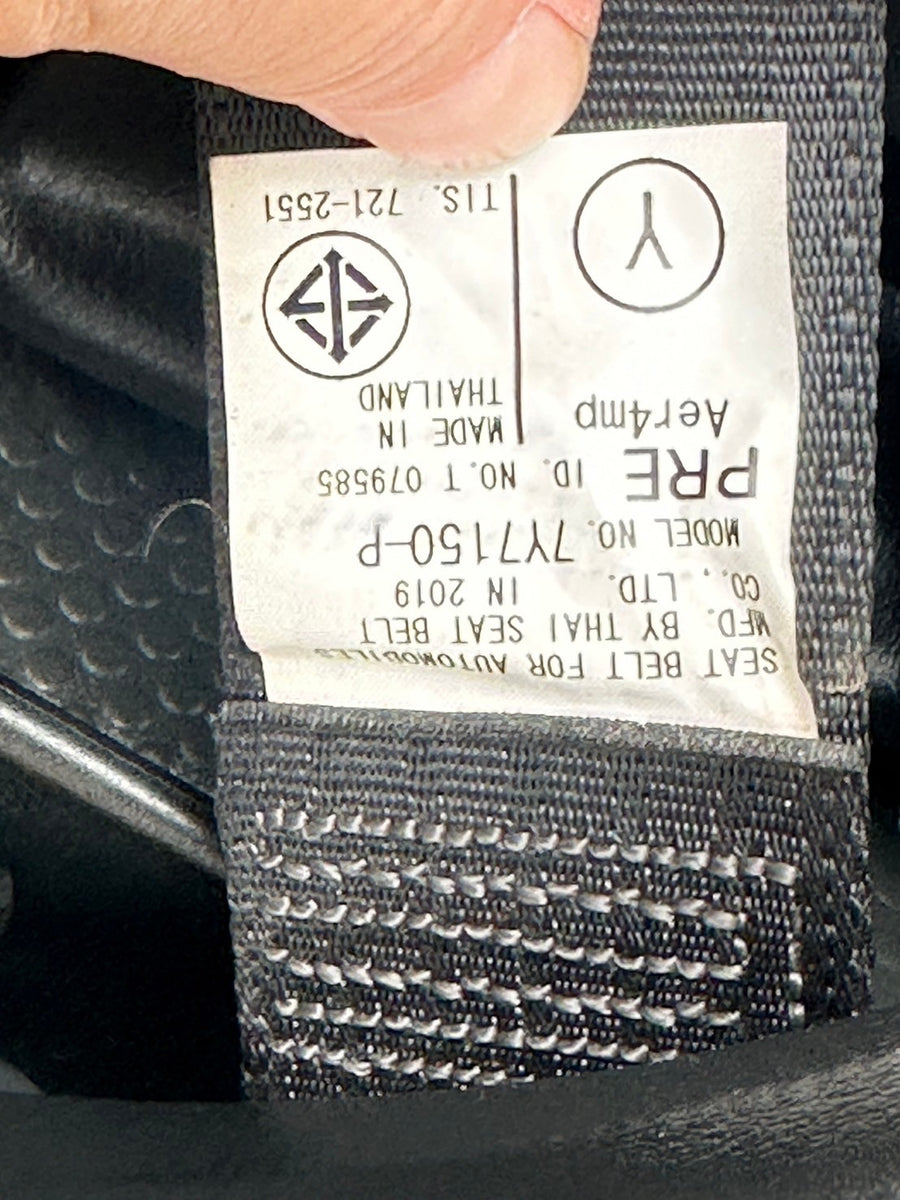 SEAT BELT FOR AUTOMOBILES
MFD. BY THAI SEAT BELT
CO., LTD. IN 2019
MODEL NO. 7Y7150-P
PRE ID. NO. T 079585
Aer4mp
MADE IN
THAILAND
Y
TIS. 721-2551